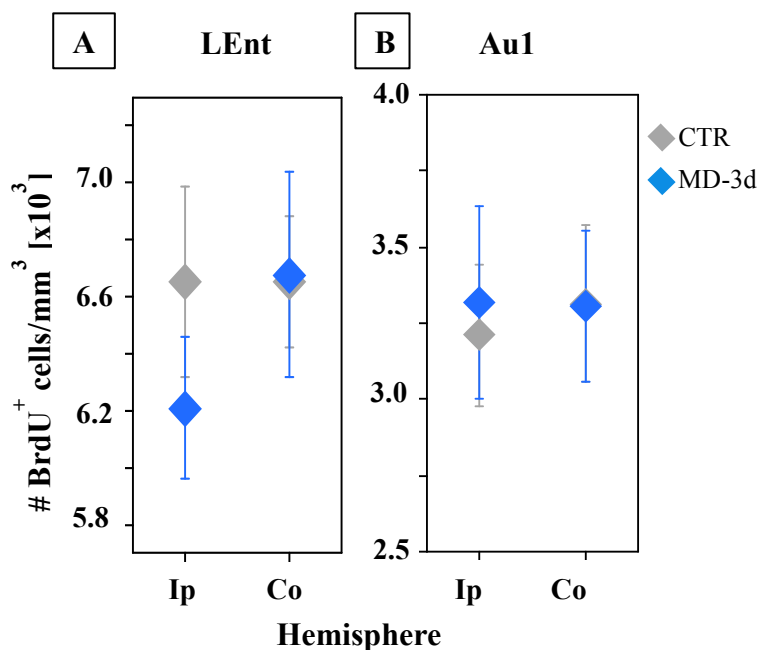 A LEnt
B Au1
# BrdU+ cells/mm3 [x103]
7.0
6.6
6.2
5.8
Ip Co
4.0
3.5
3.0
2.5
Ip Co
CTR
MD-3d
Hemisphere